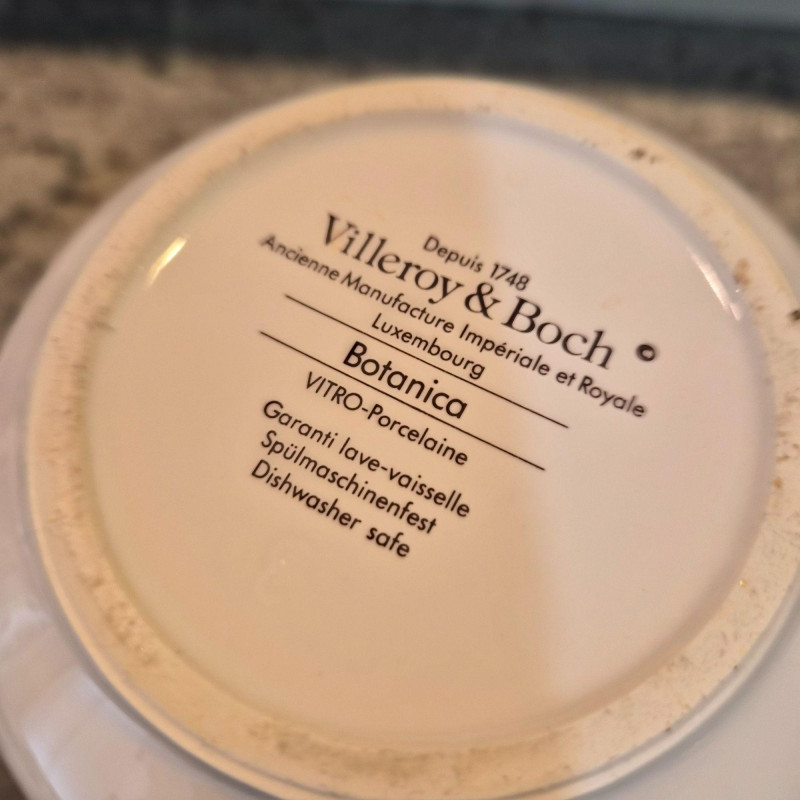 Depuis 1748
Villeroy & Boch
Ancienne Manufacture Impériale et Royale
Luxembourg
Botanica
VITRO-Porcelaine
Garanti lave-vaisselle
Spülmaschinenfest
Dishwasher safe